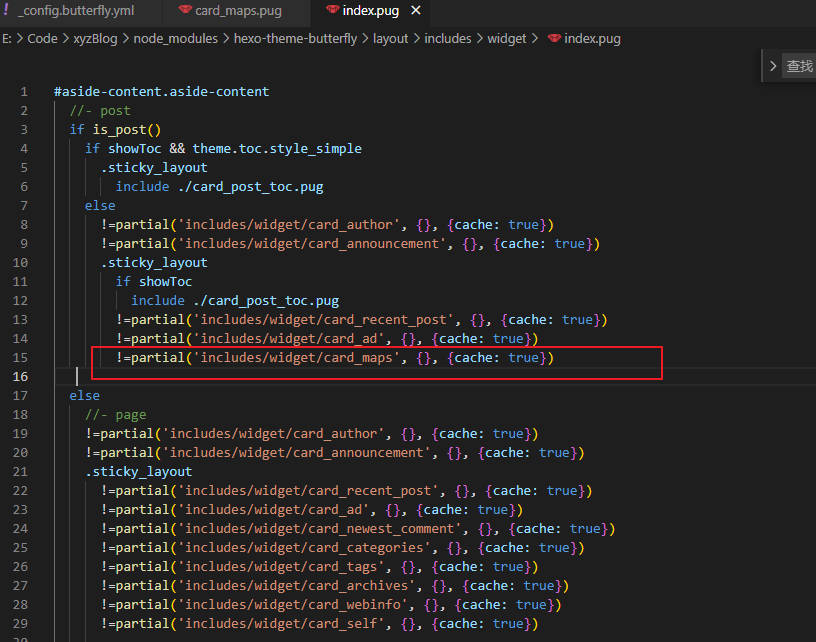 ! _config.butterfly.yml card_maps.pug index.pug ×
E: > Code > xyzBlog > node_modules > hexo-theme-butterfly > layout > includes > widget > index.pug
> 查找
1 #aside-content.aside-content
2 //- post
3 if is_post()
4 if showToc && theme.toc.style_simple
5 .sticky_layout
6 include ./card_post_toc.pug
7 else
8 !=partial('includes/widget/card_author', {}, {cache: true})
9 !=partial('includes/widget/card_announcement', {}, {cache: true})
10 .sticky_layout
11 if showToc
12 include ./card_post_toc.pug
13 !=partial('includes/widget/card_recent_post', {}, {cache: true})
14 !=partial('includes/widget/card_ad', {}, {cache: true})
15 !=partial('includes/widget/card_maps', {}, {cache: true})
16
17 else
18 //- page
19 !=partial('includes/widget/card_author', {}, {cache: true})
20 !=partial('includes/widget/card_announcement', {}, {cache: true})
21 .sticky_layout
22 !=partial('includes/widget/card_recent_post', {}, {cache: true})
23 !=partial('includes/widget/card_ad', {}, {cache: true})
24 !=partial('includes/widget/card_newest_comment', {}, {cache: true})
25 !=partial('includes/widget/card_categories', {}, {cache: true})
26 !=partial('includes/widget/card_tags', {}, {cache: true})
27 !=partial('includes/widget/card_archives', {}, {cache: true})
28 !=partial('includes/widget/card_webinfo', {}, {cache: true})
29 !=partial('includes/widget/card_self', {}, {cache: true})